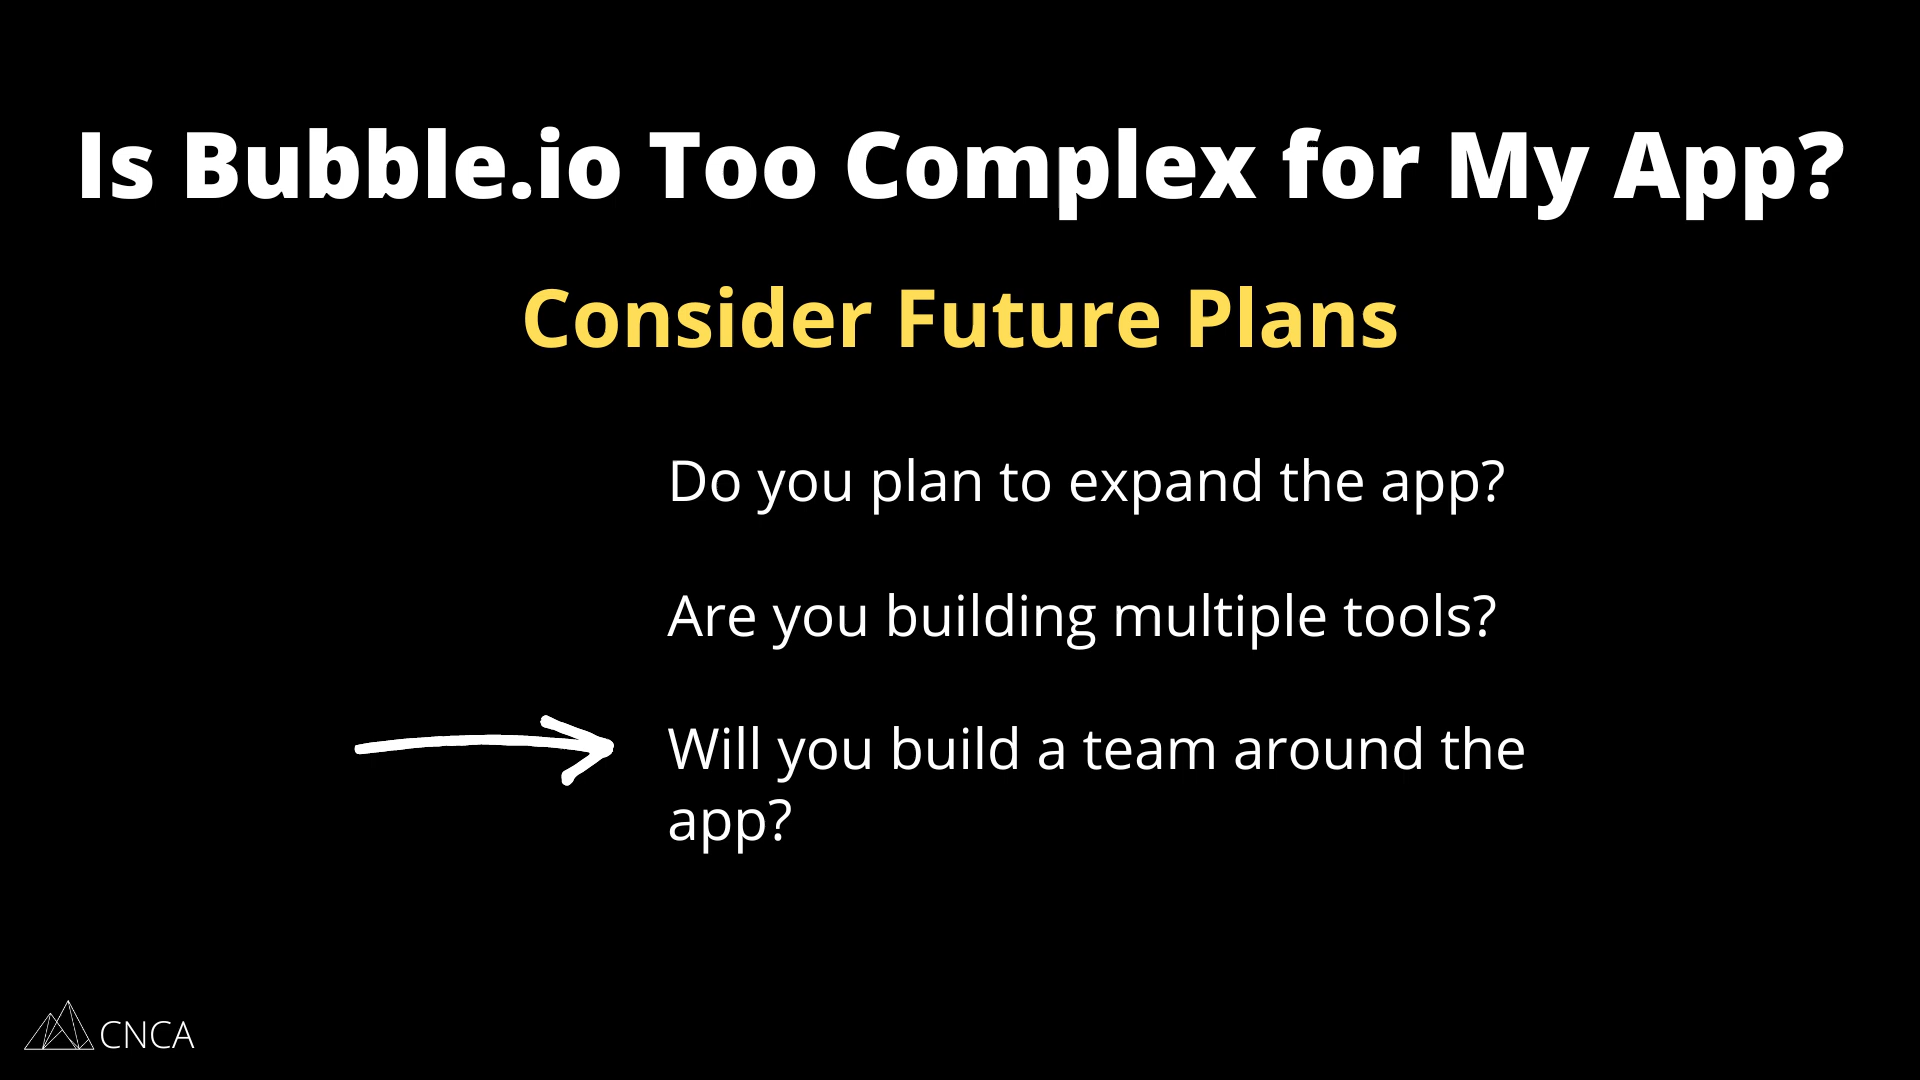 Is Bubble.io Too Complex for My App?
Consider Future Plans
Do you plan to expand the app?
Are you building multiple tools?
Will you build a team around the
app?
CNCA